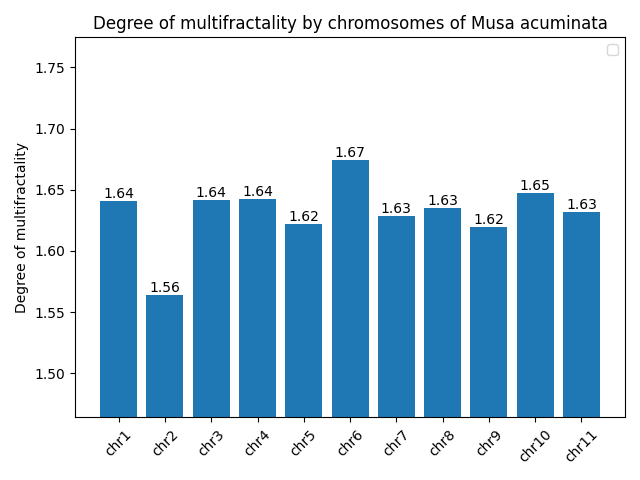 Degree of multifractality by chromosomes of Musa acuminata
Degree of multifractality
1.75
1.70
1.65
1.60
1.55
1.50
1.64
1.56
1.64
1.64
1.62
1.67
1.63
1.63
1.62
1.65
1.63
chr1
chr2
chr3
chr4
chr5
chr6
chr7
chr8
chr9
chr10
chr11